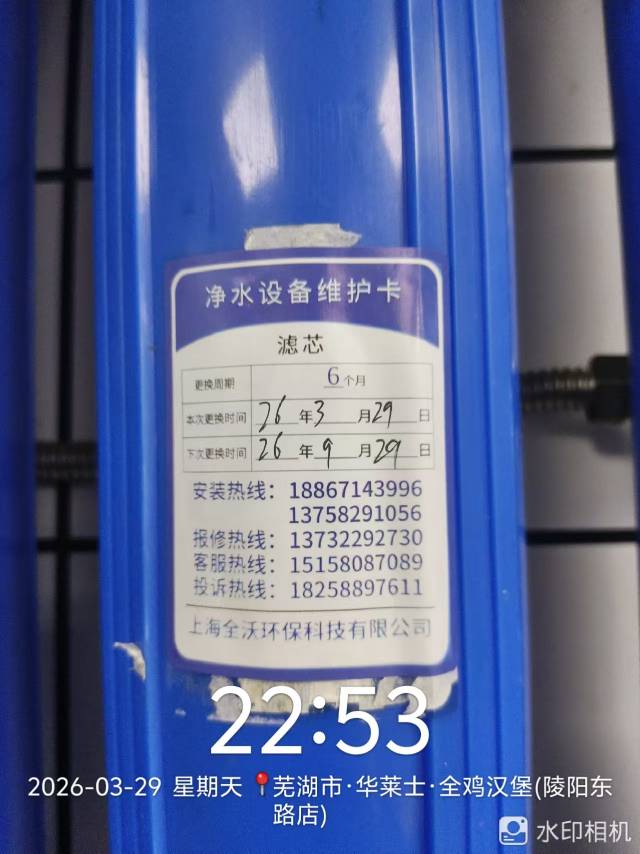 净水设备维护卡
滤芯
更换周期 6个月
本次更换时间 26年3月29日
下次更换时间 26年9月29日
安装热线：18867143996
13758291056
报修热线：13732292730
客服热线：15158087089
投诉热线：18258897611
上海全沃环保科技有限公司
22:53
2026-03-29 星期天 📍芜湖市·华莱士·全鸡汉堡(陵阳东
路店)
水印相机